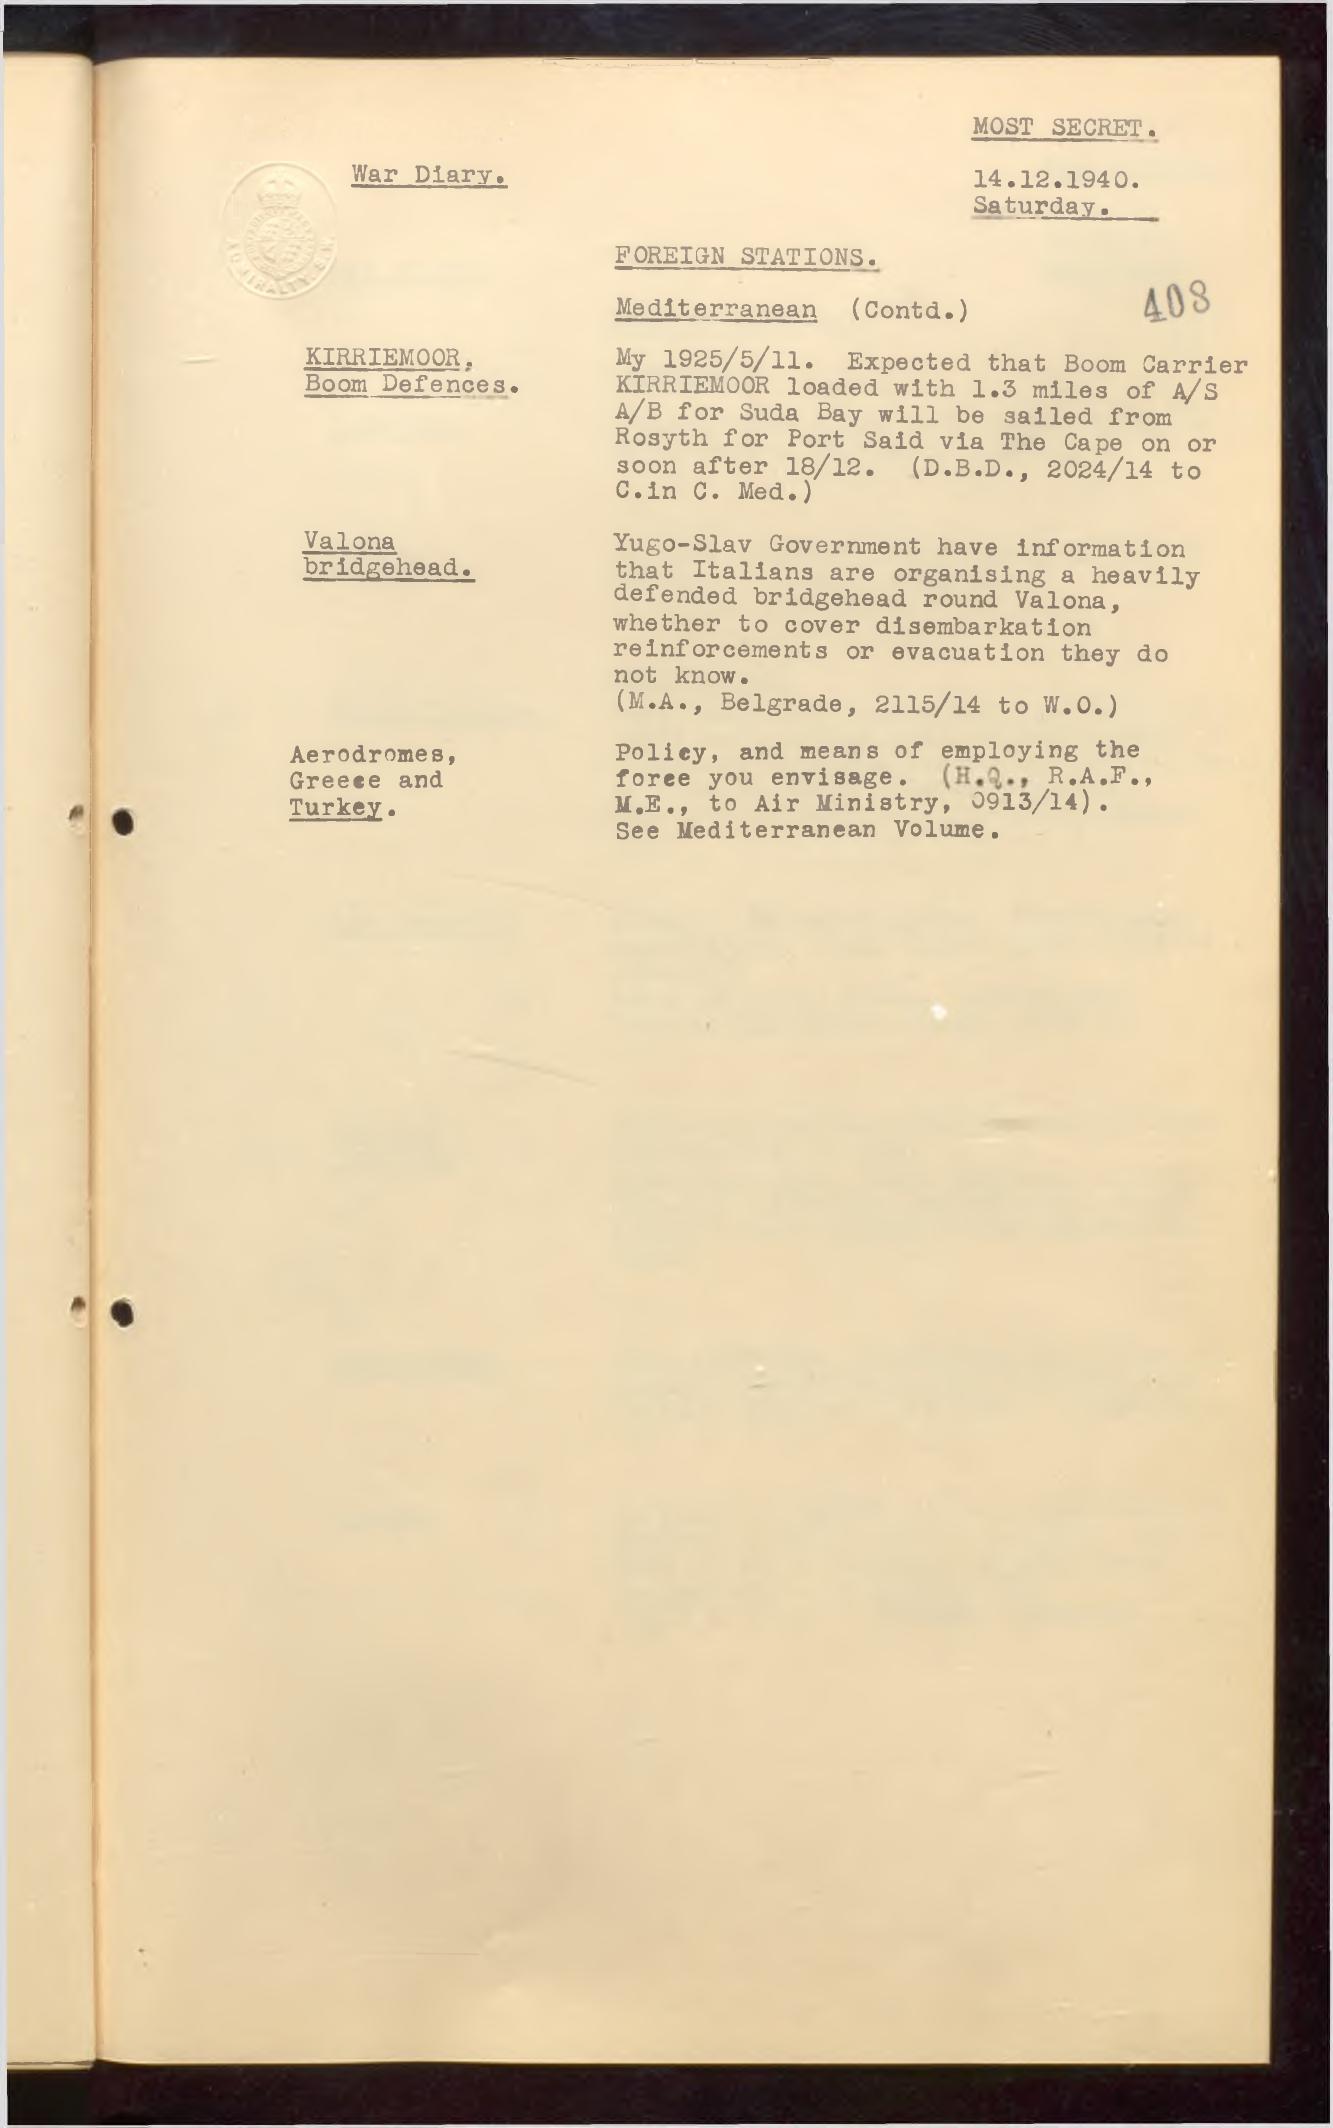 MOST SECRET.
War Diary.
14.12.1940.
Saturday.
FOREIGN STATIONS.
408
Mediterranean (Contd.)
KIRRIEMOOR.
Boom Defences.
My 1925/5/11. Expected that Boom Carrier
KIRRIEMOOR loaded with 1.3 miles of A/S
A/B for Suda Bay will be sailed from
Rosyth for Port Said via The Cape on or
soon after 18/12. (D.B.D., 2024/14 to
C.in C. Med.)
Valona
bridgehead.
Yugo-Slav Government have information
that Italians are organising a heavily
defended bridgehead round Valona,
whether to cover disembarkation
reinforcements or evacuation they do
not know.
(M.A., Belgrade, 2115/14 to W.O.)
Aerodromes,
Greece and
Turkey.
Policy, and means of employing the
force you envisage. (H.Q., R.A.F.,
M.E., to Air Ministry, 0913/14).
See Mediterranean Volume.